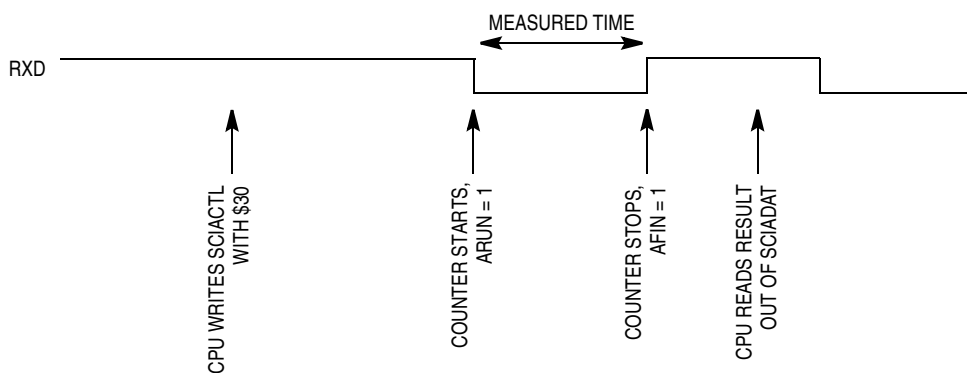 MEASURED TIME
RXD
CPU WRITES SCIACTL
WITH $30
COUNTER STARTS,
ARUN = 1
COUNTER STOPS,
AFIN = 1
CPU READS RESULT
OUT OF SCIADAT